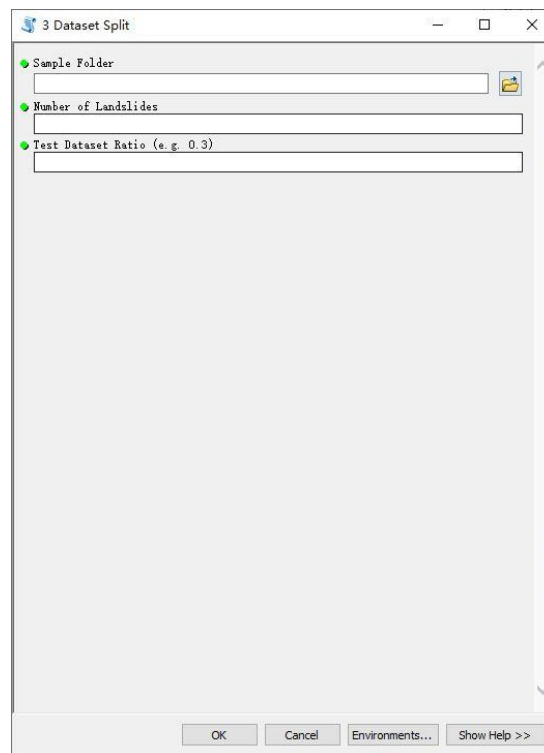 3 Dataset Split
Sample Folder
Number of Landslides
Test Dataset Ratio (e.g. 0.3)
OK Cancel Environments... Show Help >>